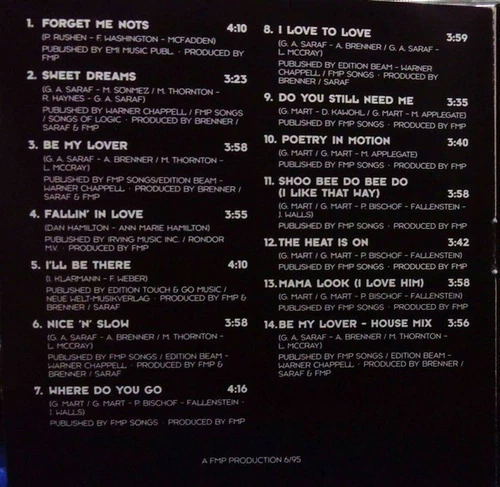 1. FORGET ME NOTS 4:10
(P. RUSHEN - F. WASHINGTON - MCFADDEN)
PUBLISHED BY EMI MUSIC PUBL. · PRODUCED BY
FMP
2. SWEET DREAMS 3:23
(G. A. SARAF - M. SONMEZ / M. THORNTON -
R. HAYNES - G. A. SARAF)
PUBLISHED BY WARNER CHAPPELL / FMP SONGS
/ SONGS OF LOGIC · PRODUCED BY BRENNER /
SARAF & FMP
3. BE MY LOVER 3:58
(G. A. SARAF - A. BRENNER / M. THORNTON -
L. MCCRAY)
PUBLISHED BY FMP SONGS/EDITION BEAM -
WARNER CHAPPELL · PRODUCED BY BRENNER /
SARAF & FMP
4. FALLIN' IN LOVE 3:55
(DAN HAMILTON - ANN MARIE HAMILTON)
PUBLISHED BY IRVING MUSIC INC. / RONDOR
M.V. · PRODUCED BY FMP
5. I'LL BE THERE 4:10
(I. KLARMANN - F. WEBER)
PUBLISHED BY EDITION TOUCH & GO MUSIC /
NEUE WELT-MUSIKVERLAG · PRODUCED BY FMP &
BRENNER / SARAF
6. NICE 'N' SLOW 3:58
(G. A. SARAF - A. BRENNER / M. THORNTON -
L. MCCRAY)
PUBLISHED BY FMP SONGS / EDITION BEAM -
WARNER CHAPPELL · PRODUCED BY FMP &
BRENNER / SARAF
7. WHERE DO YOU GO 4:16
(G. MART / G. MART - P. BISCHOF - FALLENSTEIN -
J. WALLS)
PUBLISHED BY FMP SONGS · PRODUCED BY FMP
8. I LOVE TO LOVE 3:59
(G. A. SARAF - A. BRENNER / G. A. SARAF -
L. MCCRAY)
PUBLISHED BY EDITION BEAM - WARNER
CHAPPELL / FMP SONGS · PRODUCED BY
BRENNER / SARAF
9. DO YOU STILL NEED ME 3:35
(G. MART - D. KAWOHL / G. MART - M. APPLEGATE)
PUBLISHED BY FMP SONGS · PRODUCED BY FMP
10. POETRY IN MOTION 3:40
(G. MART / G. MART - M. APPLEGATE)
PUBLISHED BY FMP SONGS · PRODUCED BY FMP
11. SHOO BEE DO BEE DO
(I LIKE THAT WAY) 3:58
(G. MART / G. MART - P. BISCHOF - FALLENSTEIN -
J. WALLS)
PUBLISHED BY FMP SONGS · PRODUCED BY FMP
12. THE HEAT IS ON 3:42
(G. MART / G. MART - P. BISCHOF - FALLENSTEIN)
PUBLISHED BY FMP SONGS · PRODUCED BY FMP
13. MAMA LOOK (I LOVE HIM) 3:58
(G. MART / G. MART - P. BISCHOF - FALLENSTEIN)
PUBLISHED BY FMP SONGS · PRODUCED BY FMP
14. BE MY LOVER - HOUSE MIX 3:56
(G. A. SARAF - A. BRENNER / M. THORNTON -
L. MCCRAY)
PUBLISHED BY FMP SONGS / EDITION BEAM -
WARNER CHAPPELL · PRODUCED BY BRENNER /
SARAF & FMP
A FMP PRODUCTION 6/95